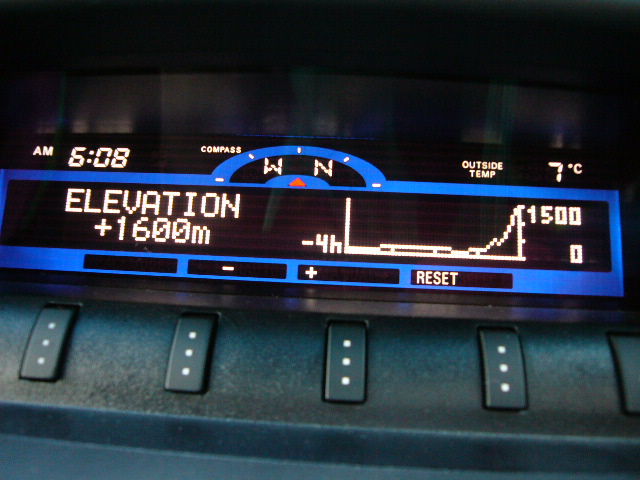 AM 6:08 COMPASS W N OUTSIDE TEMP 7°C
ELEVATION
+1600m
-4h
1500
0
- + RESET